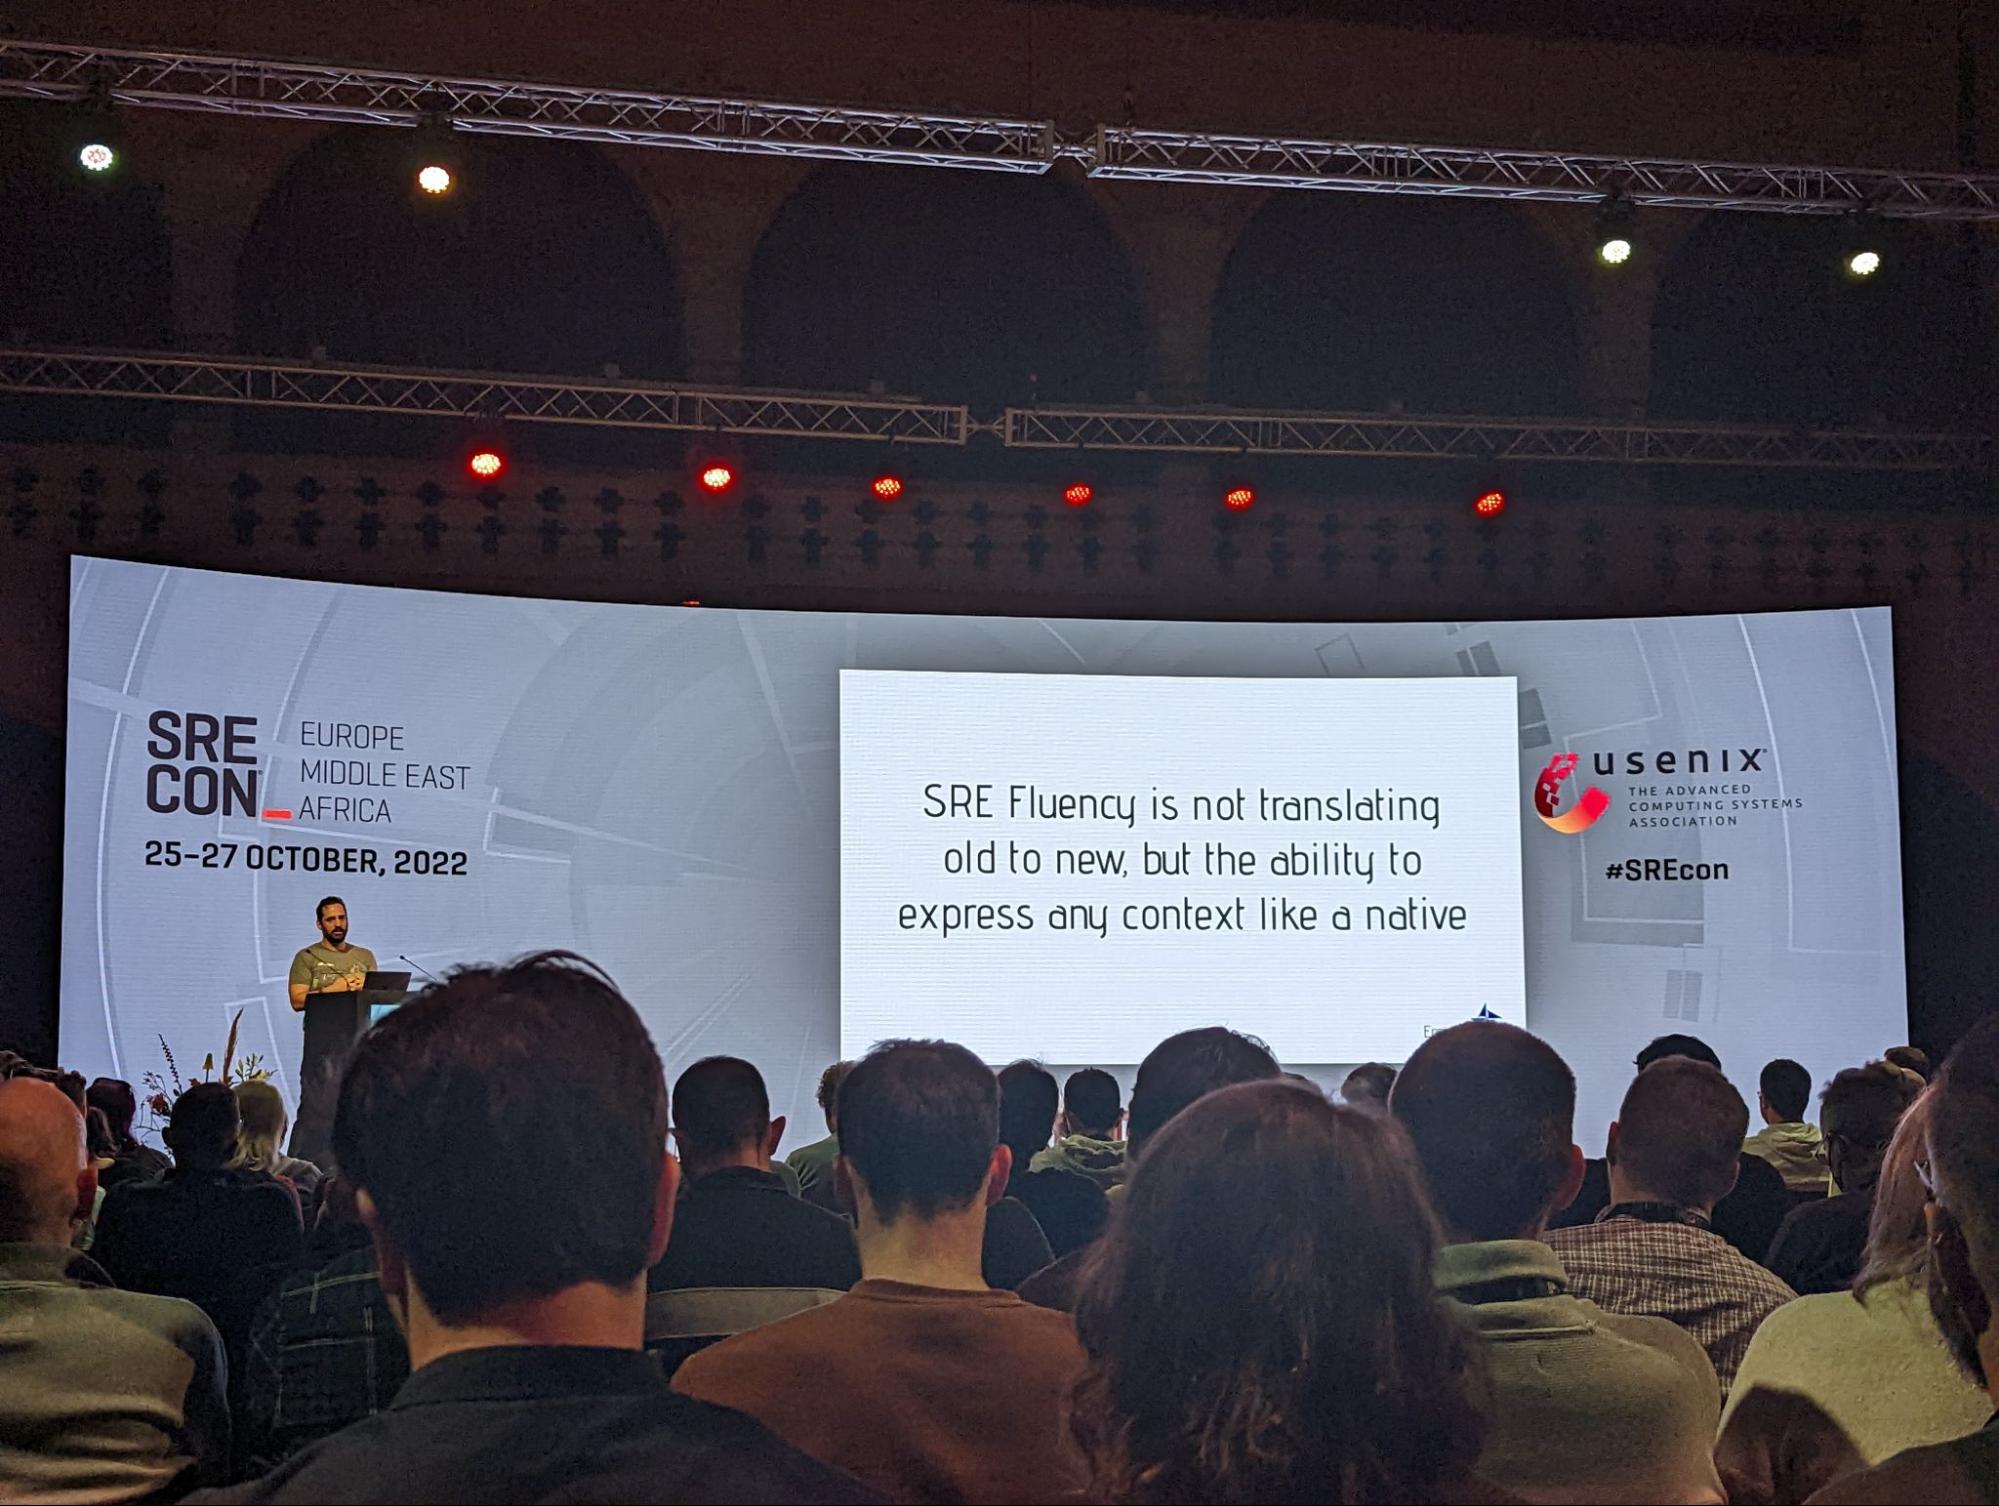 SRE
CON
EUROPE
MIDDLE EAST
AFRICA
25-27 OCTOBER, 2022
SRE Fluency is not translating
old to new, but the ability to
express any context like a native
usenix
THE ADVANCED
COMPUTING SYSTEMS
ASSOCIATION
#SREcon